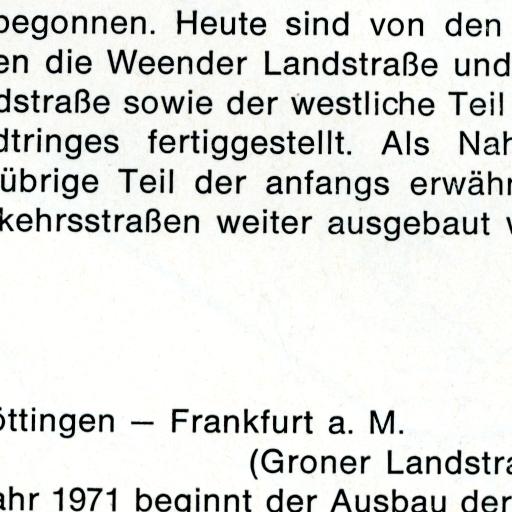 begonnen. Heute sind von den
en die Weender Landstraße und
dstraße sowie der westliche Teil
dtringes fertiggestellt. Als Nah
übrige Teil der anfangs erwähn
kehrsstraßen weiter ausgebaut
öttingen — Frankfurt a. M.
(Groner Landstra
ahr 1971 beginnt der Ausbau der